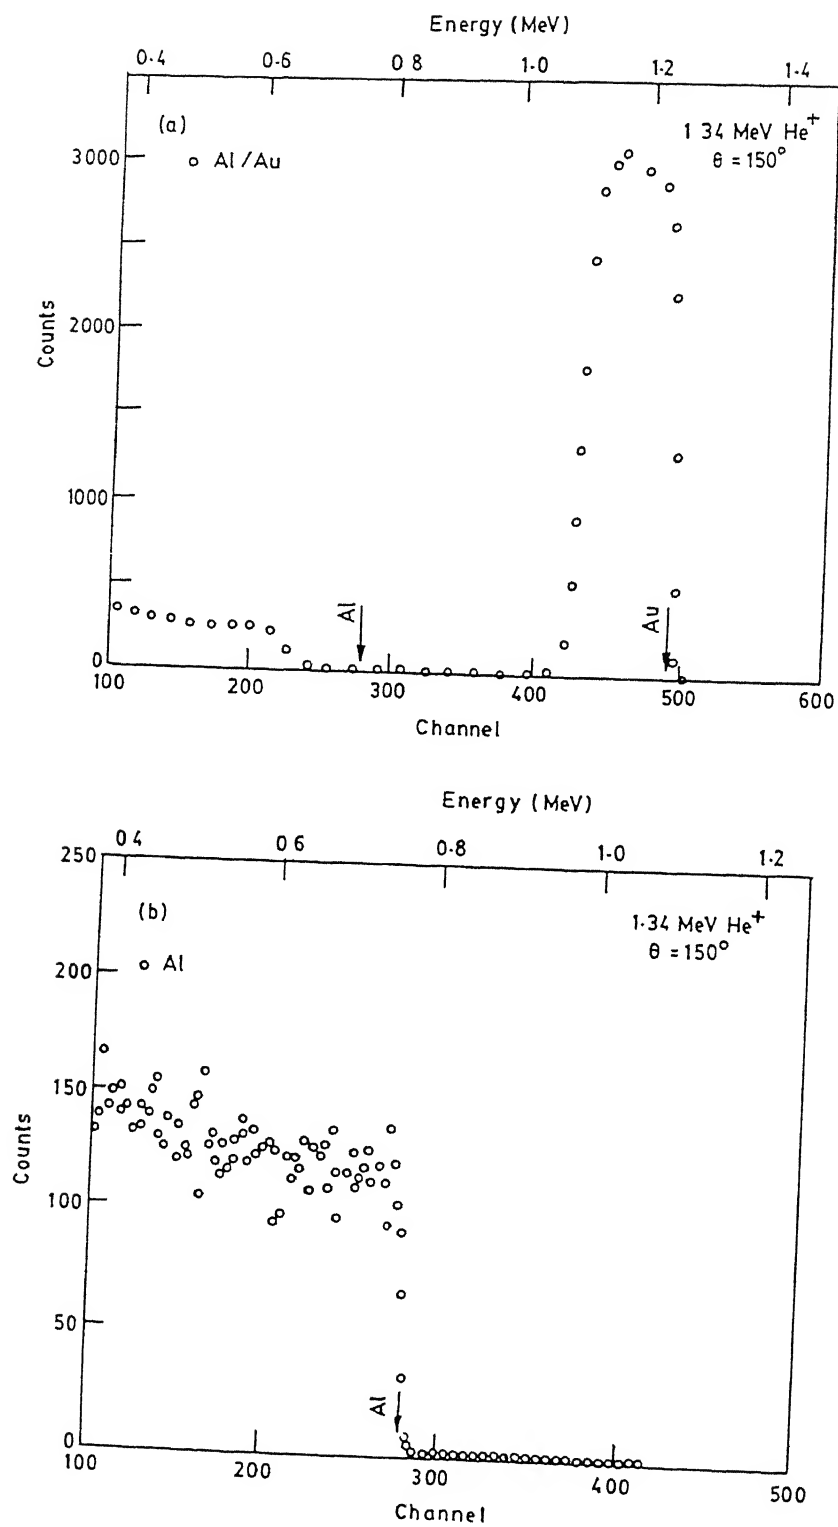 Energy (MeV)
0·4 0·6 0 8 1·0 1·2 1·4
(a)
Al/Au
1 34 MeV He+
θ = 150°
3000
2000
1000
0
Counts
Al
Au
100 200 300 400 500 600
Channel
Energy (MeV)
0 4 0·6 0·8 1·0 1·2
(b)
Al
1·34 MeV He+
θ = 150°
250
200
150
100
50
0
Counts
Al
100 200 300 400 500
Channel